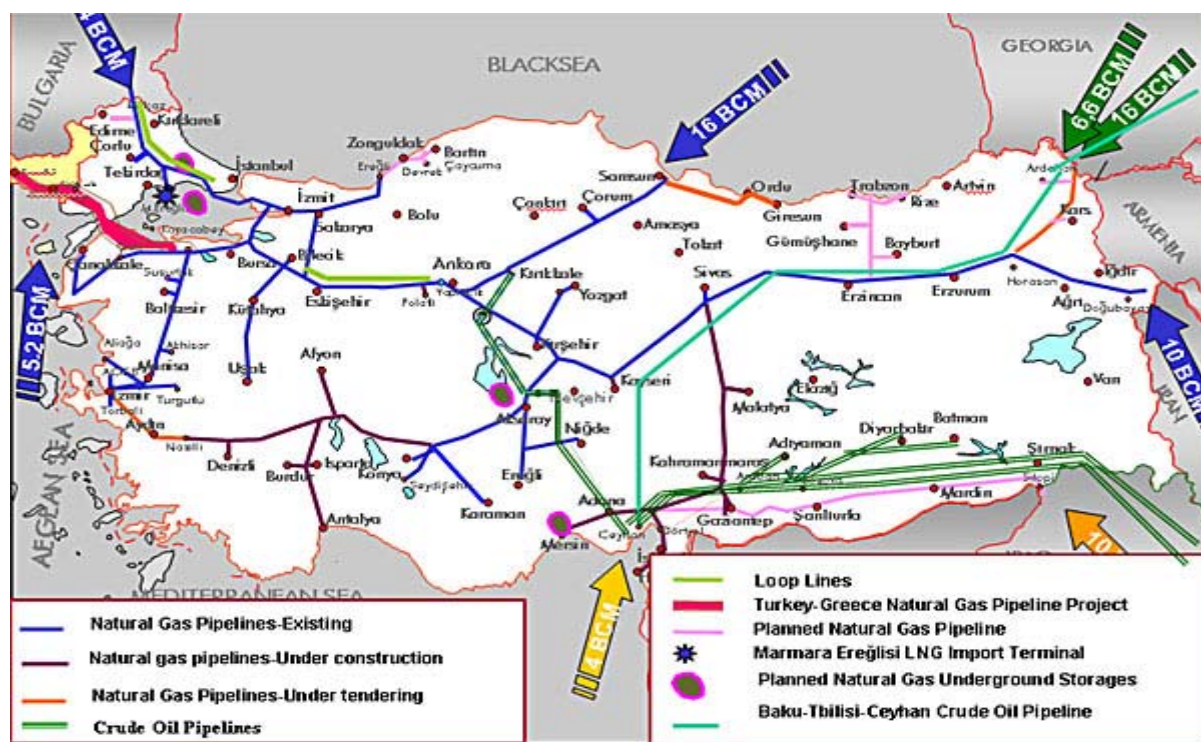 BULGARIA
BLACKSEA
GEORGIA
4 BCM
16 BCM
6,6 BCM
16 BCM
Kırklareli
Edirne
Çorlu
Tekirdağ
İstanbul
Zonguldak
Bartın
Ereğli
Devrek
Çaycuma
İzmit
Sakarya
Bolu
Çankırı
Çorum
Samsun
Amasya
Tokat
Ordu
Giresun
Trabzon
Rize
Artvin
Ardahan
Kars
ARMENIA
Gümüşhane
Bayburt
Karacabey
Çanakkale
Bursa
Bilecik
Susurluk
Balıkesir
Kütahya
Eskişehir
Ankara
Polatlı
Kırıkkale
Yozgat
Sivas
Erzincan
Erzurum
Horasan
Iğdır
Ağrı
Doğubayazıt
5.2 BCM
10 BCM
IRAN
Aliağa
Akhisar
Manisa
İzmir
Turgutlu
Torbalı
Uşak
Afyon
Kırşehir
Kayseri
Nevşehir
Aksaray
Niğde
Malatya
Elazığ
Van
Aydın
Nazilli
Denizli
Burdur
Isparta
Konya
Seydişehir
Ereğli
Karaman
Antalya
Kahramanmaraş
Adıyaman
Diyarbakır
Batman
Şırnak
Mardin
Şanlıurfa
Gaziantep
Adana
Ceyhan
Dörtyol
Mersin
AEGEAN SEA
MEDITERRANEAN SEA
4 BCM
10
Natural Gas Pipelines-Existing
Natural gas pipelines-Under construction
Natural Gas Pipelines-Under tendering
Crude Oil Pipelines
Loop Lines
Turkey-Greece Natural Gas Pipeline Project
Planned Natural Gas Pipeline
Marmara Ereğlisi LNG Import Terminal
Planned Natural Gas Underground Storages
Baku-Tbilisi-Ceyhan Crude Oil Pipeline